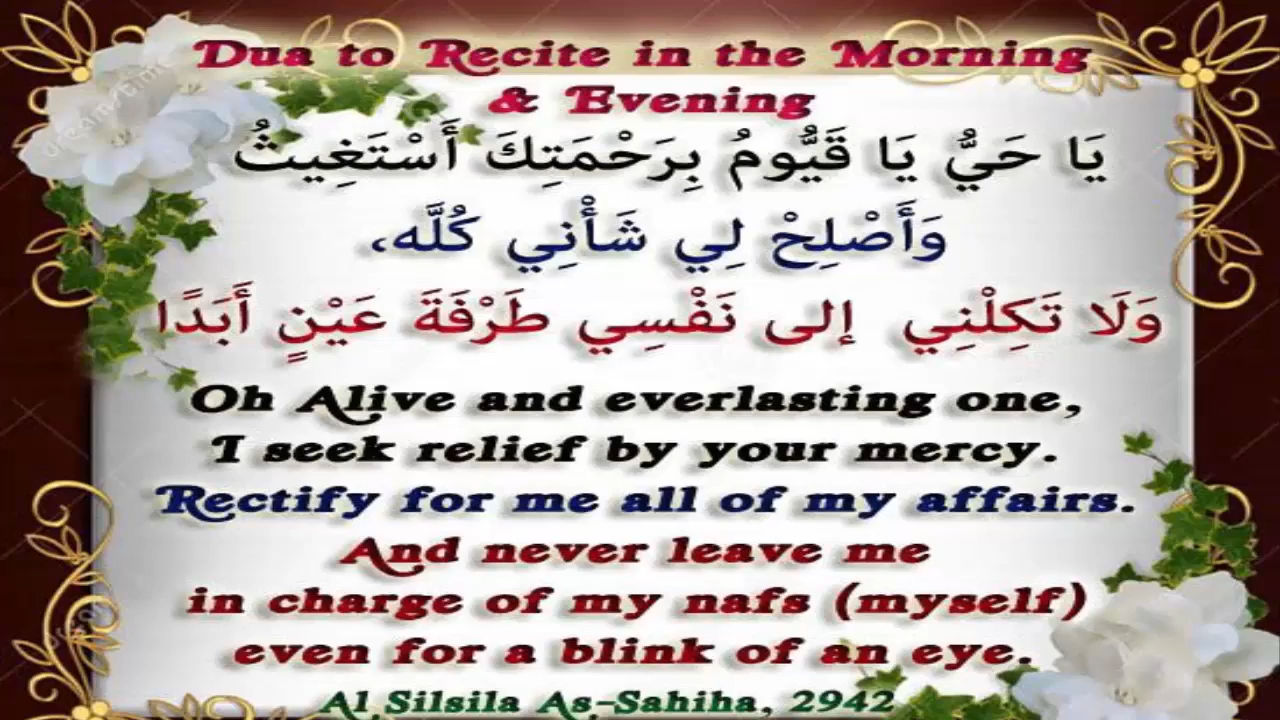 Dua to Recite in the Morning
& Evening
يَا حَيُّ يَا قَيُّومُ بِرَحْمَتِكَ أَسْتَغِيثُ
وَأَصْلِحْ لِي شَأْنِي كُلَّه،
وَلَا تَكِلْنِي إلى نَفْسِي طَرْفَةَ عَيْنٍ أَبَدًا
Oh Alive and everlasting one,
I seek relief by your mercy.
Rectify for me all of my affairs.
And never leave me
in charge of my nafs (myself)
even for a blink of an eye.
Al Silsila As-Sahiha, 2942